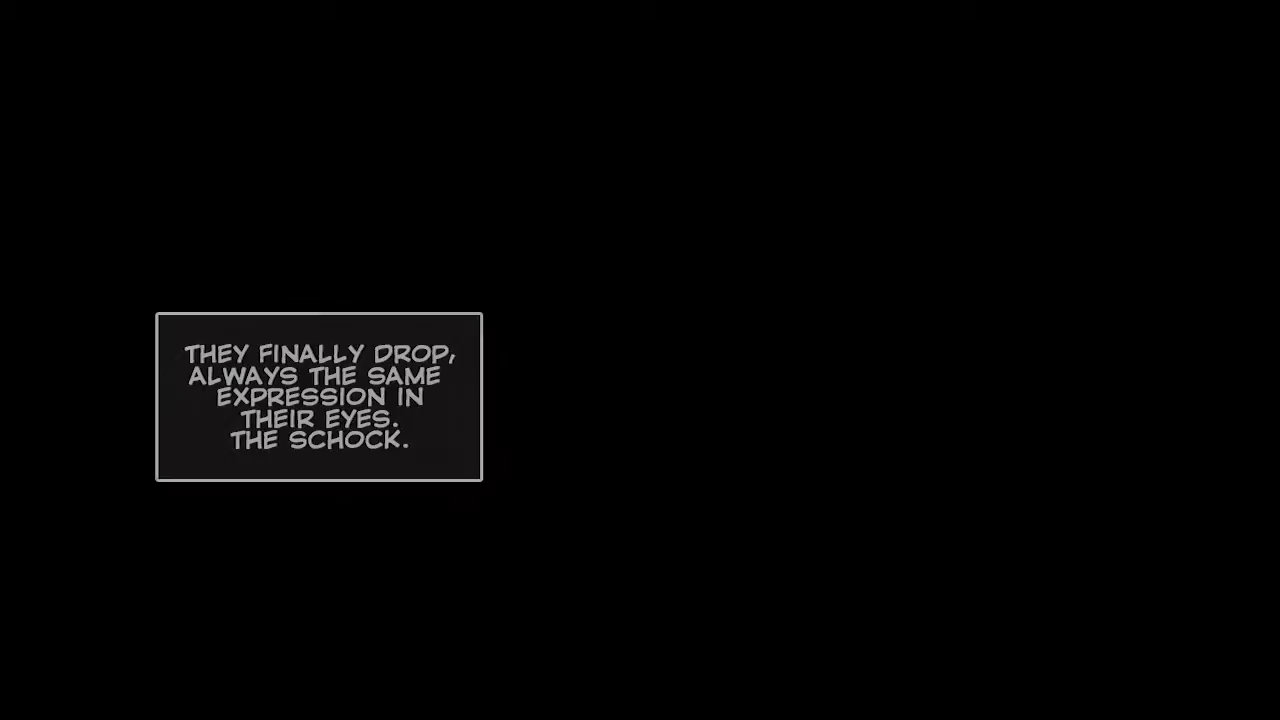 THEY FINALLY DROP,
ALWAYS THE SAME
EXPRESSION IN
THEIR EYES.
THE SCHOCK.